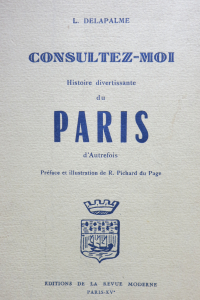 L. DELAPALME
CONSULTEZ-MOI
Histoire divertissante
du
PARIS
d'Autrefois
Préface et illustration de R. Pichard du Page
EDITIONS DE LA REVUE MODERNE
PARIS-XVe